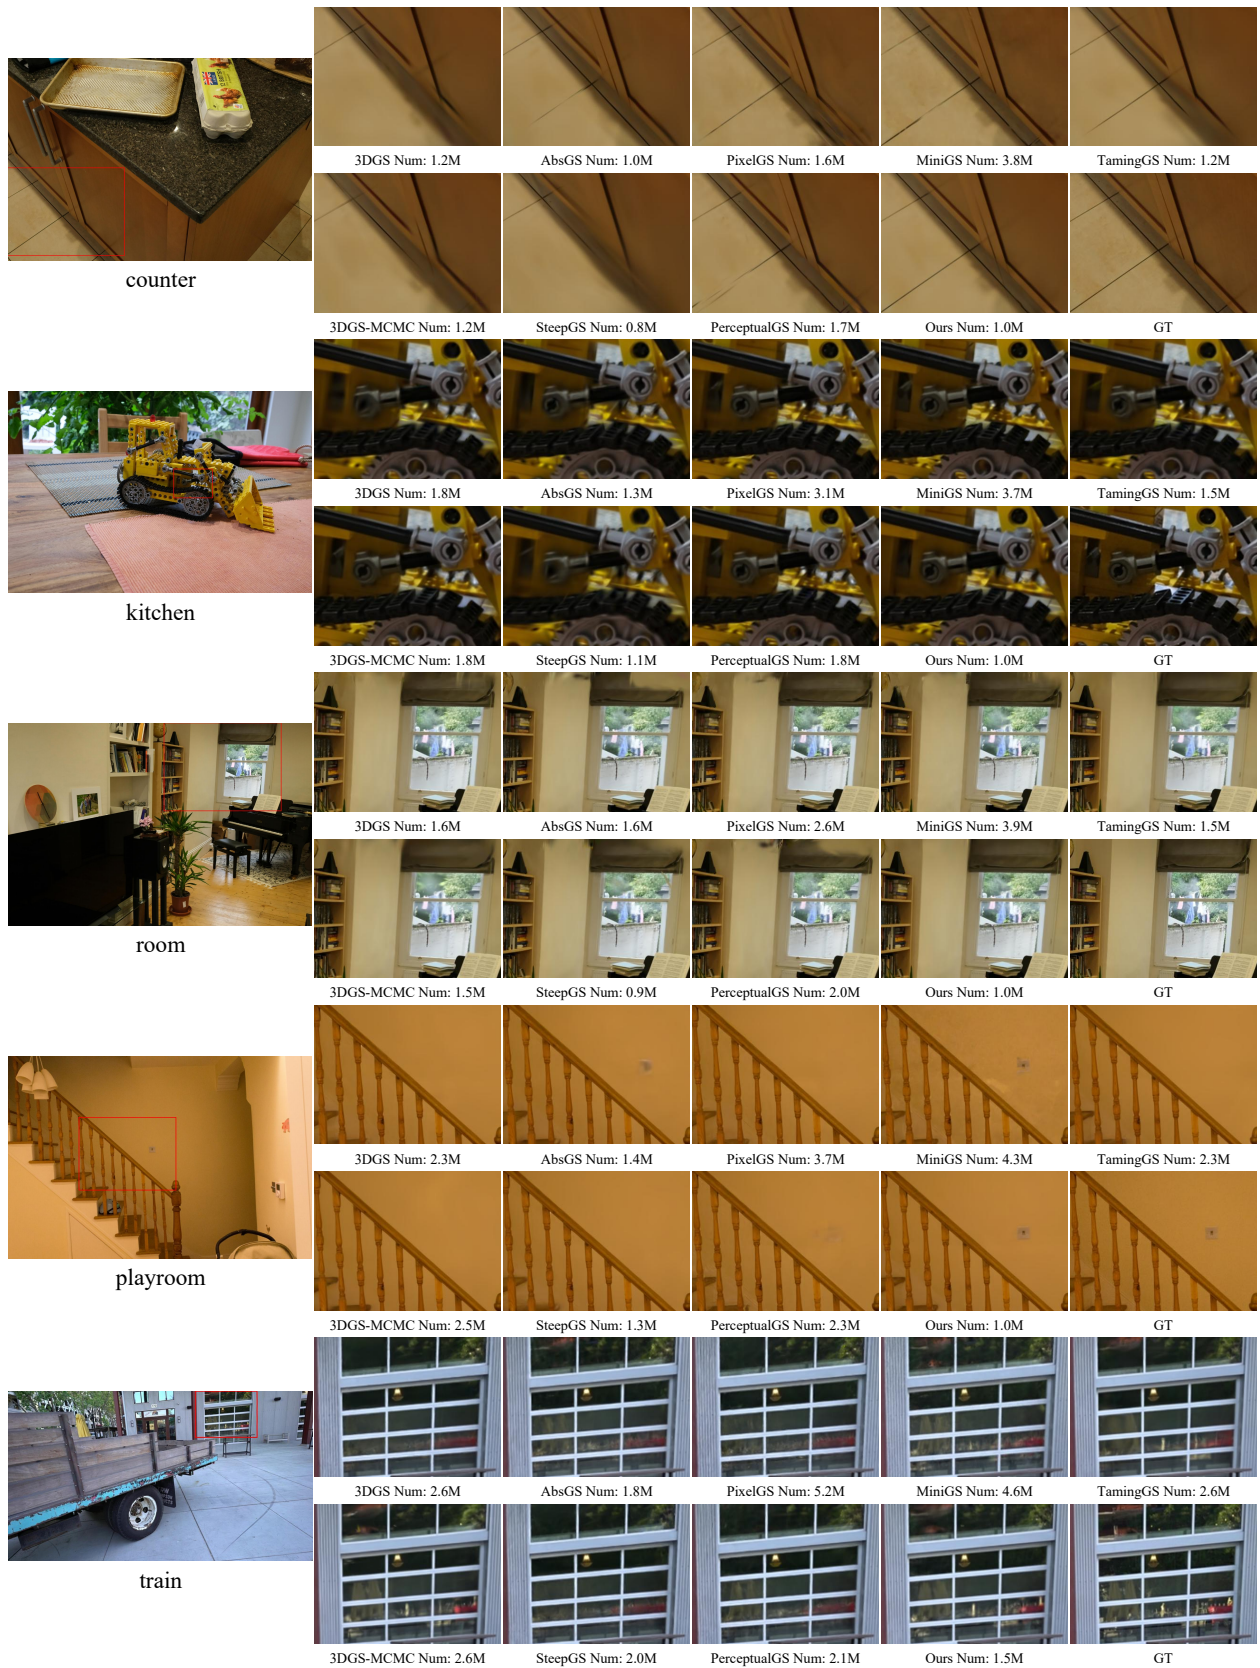 3DGS Num: 1.2M
AbsGS Num: 1.0M
PixelGS Num: 1.6M
MiniGS Num: 3.8M
TamingGS Num: 1.2M
counter
3DGS-MCMC Num: 1.2M
SteepGS Num: 0.8M
PerceptualGS Num: 1.7M
Ours Num: 1.0M
GT
3DGS Num: 1.8M
AbsGS Num: 1.3M
PixelGS Num: 3.1M
MiniGS Num: 3.7M
TamingGS Num: 1.5M
kitchen
3DGS-MCMC Num: 1.8M
SteepGS Num: 1.1M
PerceptualGS Num: 1.8M
Ours Num: 1.0M
GT
3DGS Num: 1.6M
AbsGS Num: 1.6M
PixelGS Num: 2.6M
MiniGS Num: 3.9M
TamingGS Num: 1.5M
room
3DGS-MCMC Num: 1.5M
SteepGS Num: 0.9M
PerceptualGS Num: 2.0M
Ours Num: 1.0M
GT
3DGS Num: 2.3M
AbsGS Num: 1.4M
PixelGS Num: 3.7M
MiniGS Num: 4.3M
TamingGS Num: 2.3M
playroom
3DGS-MCMC Num: 2.5M
SteepGS Num: 1.3M
PerceptualGS Num: 2.3M
Ours Num: 1.0M
GT
3DGS Num: 2.6M
AbsGS Num: 1.8M
PixelGS Num: 5.2M
MiniGS Num: 4.6M
TamingGS Num: 2.6M
train
3DGS-MCMC Num: 2.6M
SteepGS Num: 2.0M
PerceptualGS Num: 2.1M
Ours Num: 1.5M
GT